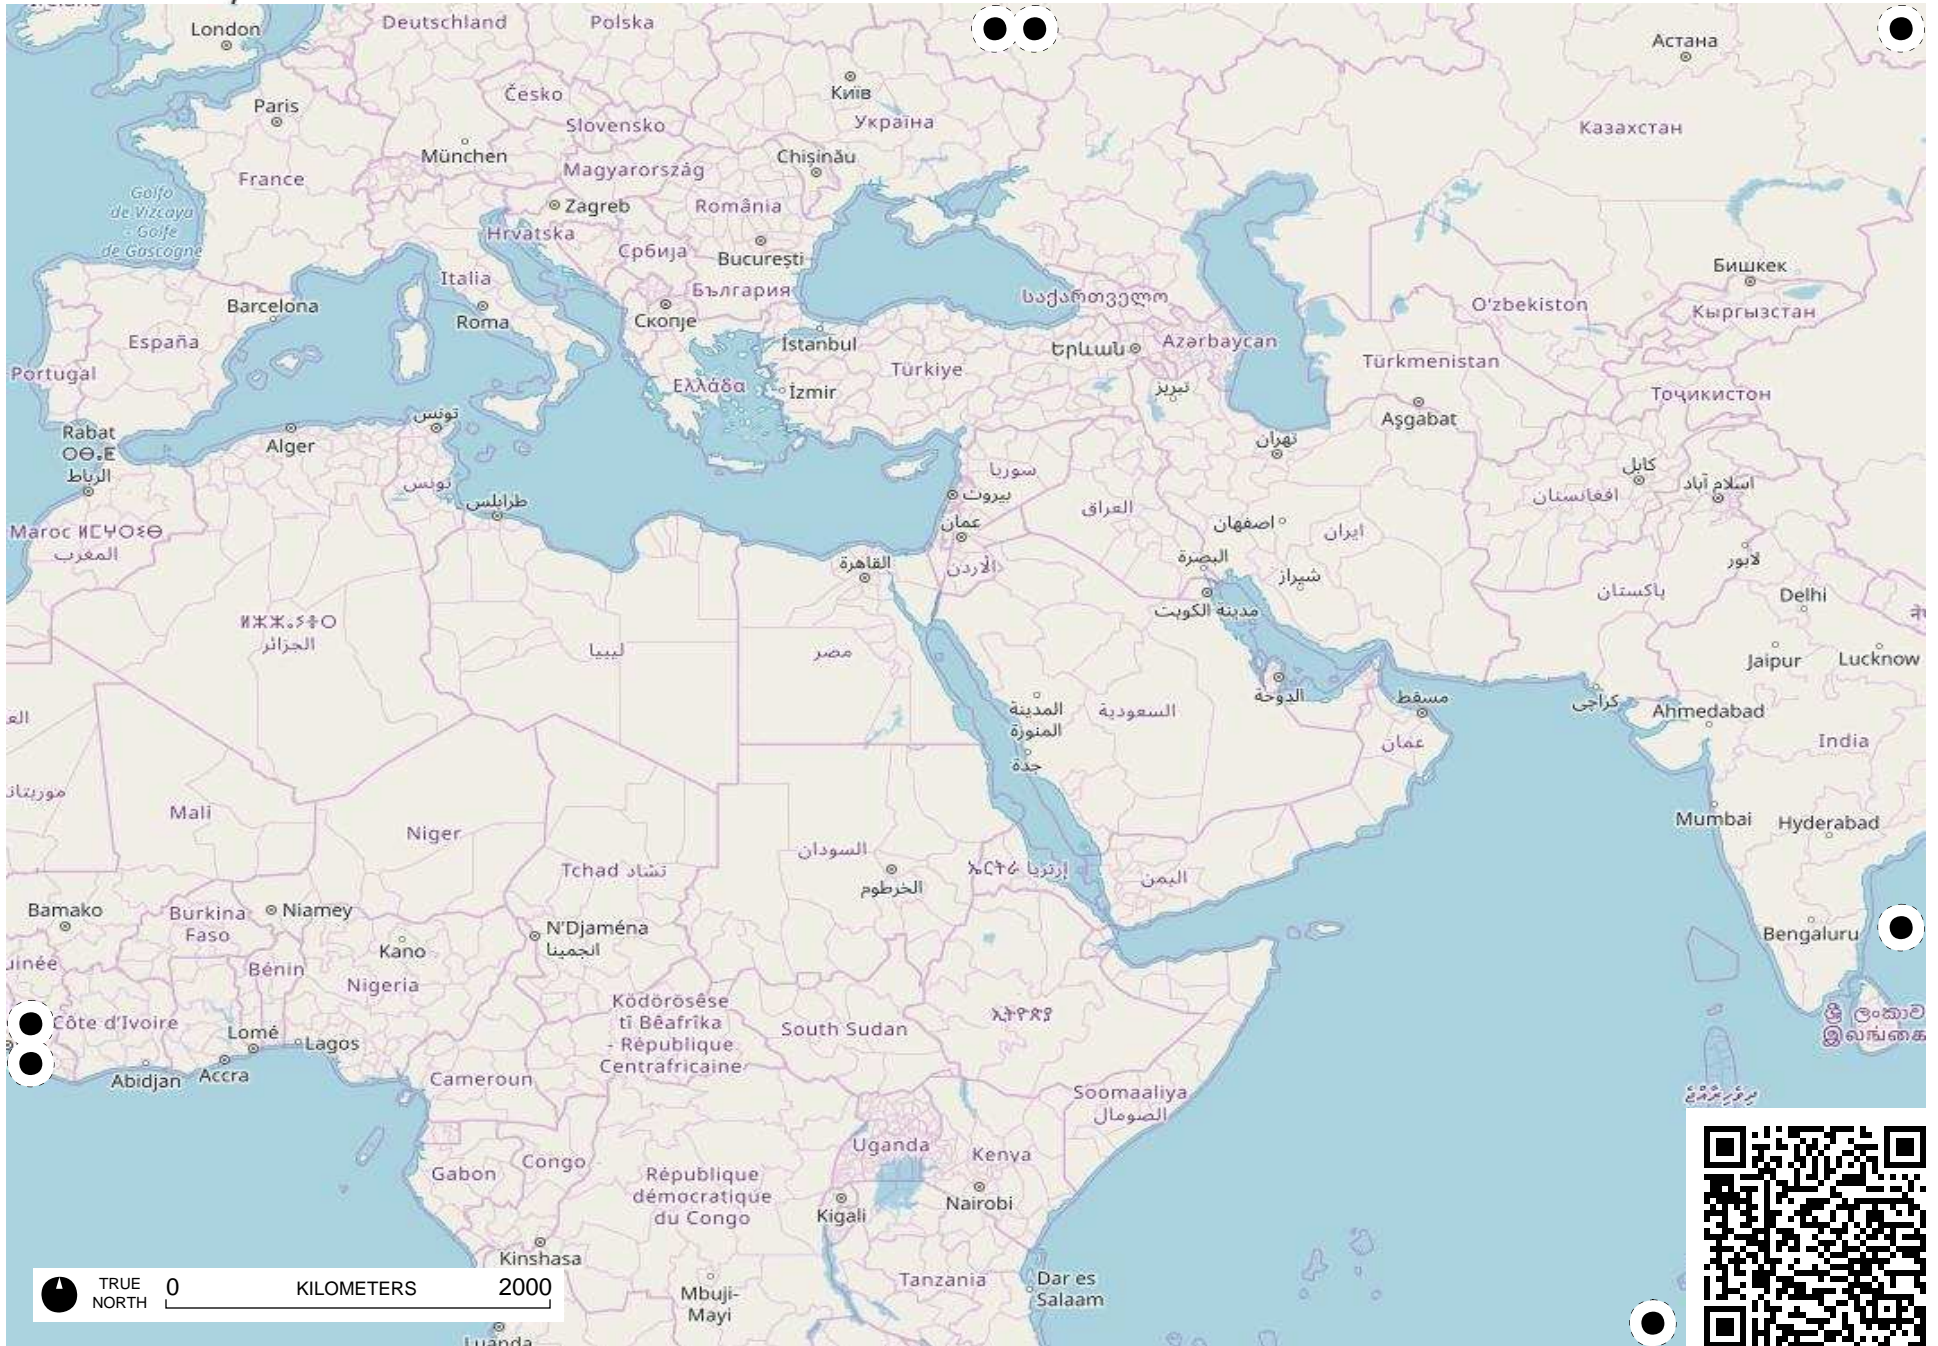 London
Deutschland
Polska
Астана
Київ
Česko
Paris
Україна
Slovensko
Казахстан
München
Chișinău
Magyarország
France
Golfo
de Vizcaya
- Golfe
de Gascogne
Zagreb
România
Hrvatska
Србија
București
Бишкек
Italia
България
Barcelona
საქართველო
O'zbekiston
Кыргызстан
Roma
Скопје
España
İstanbul
Երևան
Azərbaycan
Türkiye
Türkmenistan
Portugal
Ελλάδα
İzmir
تبریز
Тоҷикистон
تونس
Aşgabat
Rabat
ⵔⴱⴰⵟ
الرباط
Alger
تهران
سوريا
کابل
اسلام آباد
افغانستان
تونس
طرابلس
بيروت
العراق
عمان
اصفهان
ايران
Maroc ⵍⵎⵖⵔⵉⴱ
المغرب
القاهرة
الأردن
البصرة
شیراز
لاہور
پاکستان
Delhi
مدينة الكويت
ⵍⵣⵣⴰⵢⵔ
الجزائر
ليبيا
مصر
Jaipur
Lucknow
الدوحة
مسقط
کراچی
Ahmedabad
المدينة
المنورة
السعودية
عمان
India
جدة
Mali
Niger
Mumbai
Hyderabad
السودان
Tchad تشاد
ኤርትራ إرتريا
الخرطوم
اليمن
Bamako
Burkina
Faso
Niamey
N'Djaména
انجمينا
Kano
Bengaluru
Bénin
Nigeria
Ködörösêse
tî Bêafrîka
- République
Centrafricaine
ኢትዮጵያ
South Sudan
Côte d'Ivoire
Lomé
Lagos
Abidjan
Accra
Cameroun
Soomaaliya
الصومال
Uganda
Kenya
Gabon
Congo
République
démocratique
du Congo
Kigali
Nairobi
Kinshasa
Tanzania
Dar es
Salaam
Mbuji-
Mayi
Luanda
TRUE
NORTH
0
KILOMETERS
2000